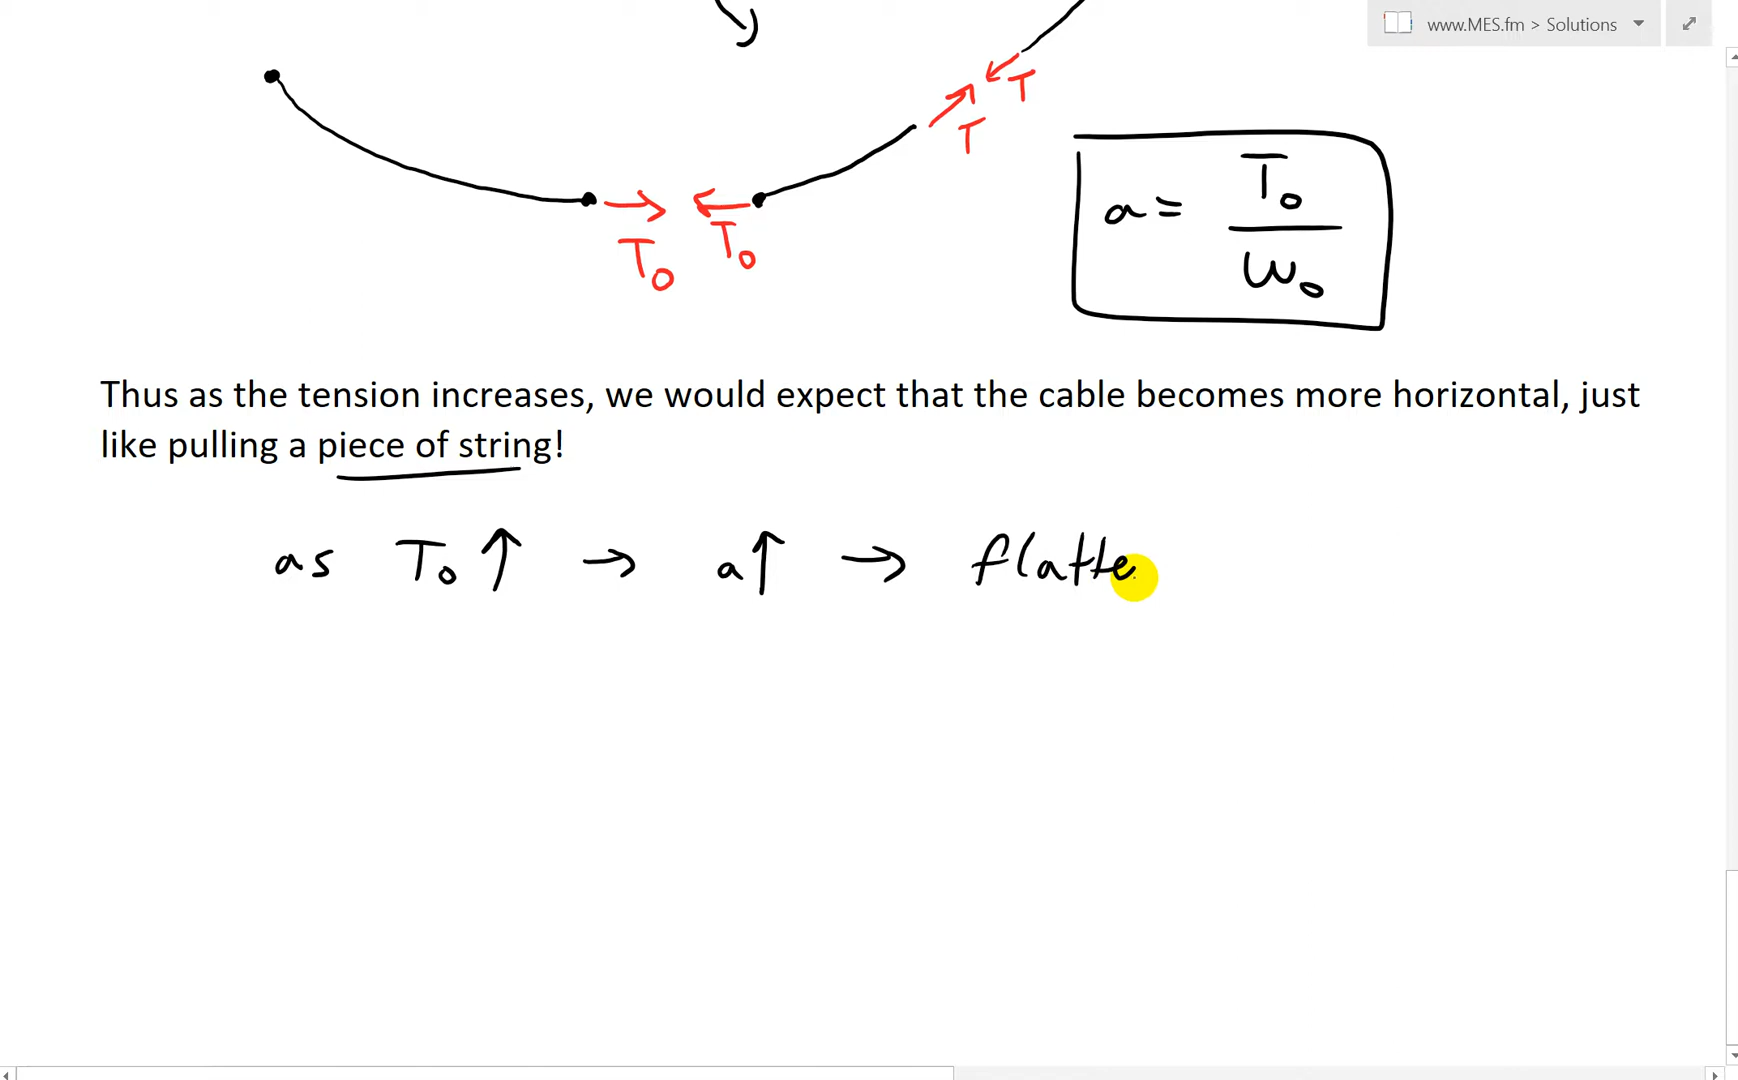 www.MES.fm > Solutions
T
T
T₀ T₀
a = T₀ / w₀
Thus as the tension increases, we would expect that the cable becomes more horizontal, just
like pulling a piece of string!
as T₀ ↑ → a ↑ → flatte